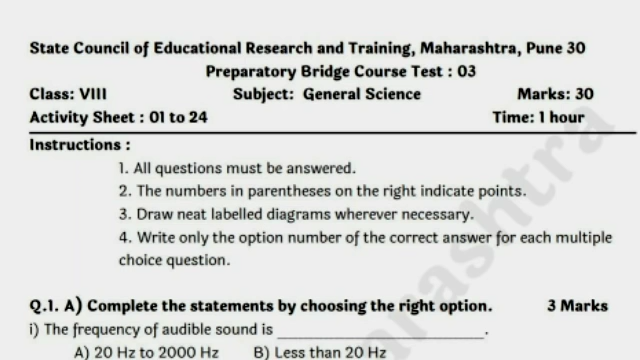 State Council of Educational Research and Training, Maharashtra, Pune 30
Preparatory Bridge Course Test : 03
Class: VIII Subject: General Science Marks: 30
Activity Sheet : 01 to 24 Time: 1 hour
Instructions :
1. All questions must be answered.
2. The numbers in parentheses on the right indicate points.
3. Draw neat labelled diagrams wherever necessary.
4. Write only the option number of the correct answer for each multiple
choice question.
Q.1. A) Complete the statements by choosing the right option. 3 Marks
i) The frequency of audible sound is ____________________.
A) 20 Hz to 2000 Hz B) Less than 20 Hz